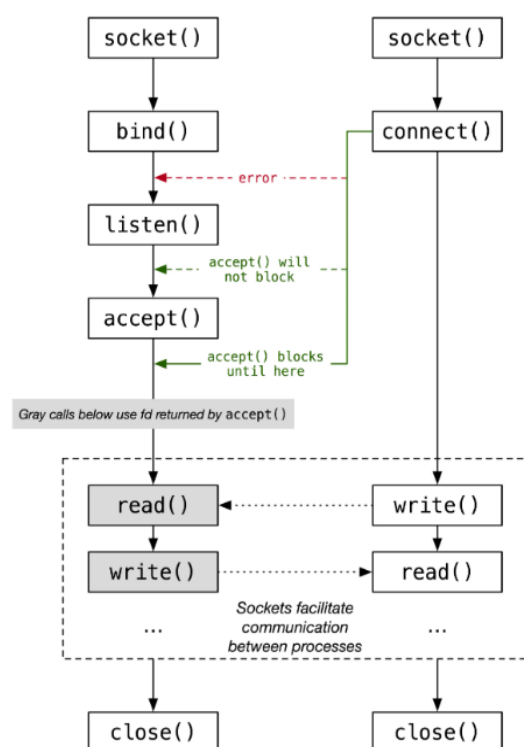 socket()
socket()
bind()
connect()
error
listen()
accept() will
not block
accept()
accept() blocks
until here
Gray calls below use fd returned by accept()
read()
write()
write()
read()
Sockets facilitate
communication
between processes
...
...
close()
close()